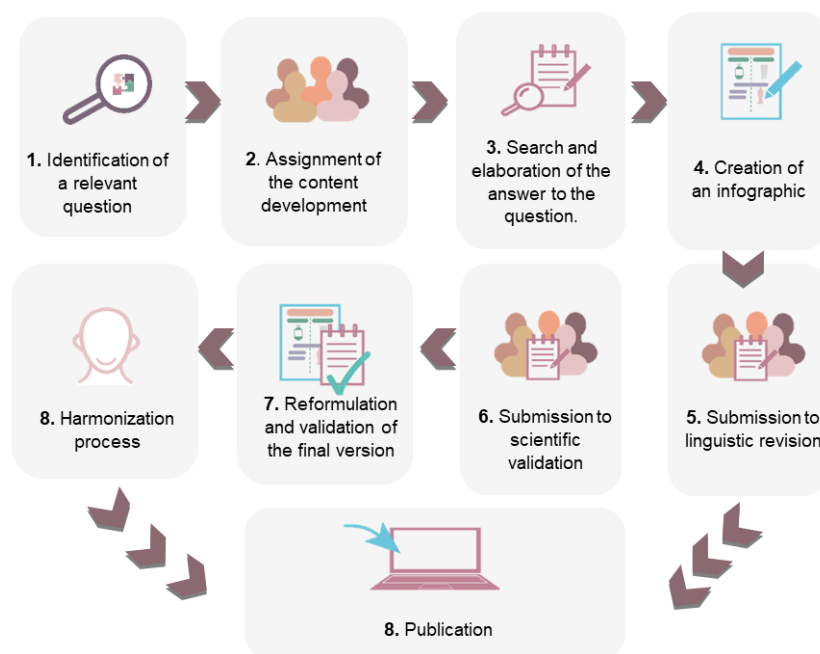 1. Identification of
a relevant
question
2. Assignment of
the content
development
3. Search and
elaboration of the
answer to the
question.
4. Creation of
an infographic
5. Submission to
linguistic revision
6. Submission to
scientific
validation
7. Reformulation
and validation of
the final version
8. Harmonization
process
8. Publication